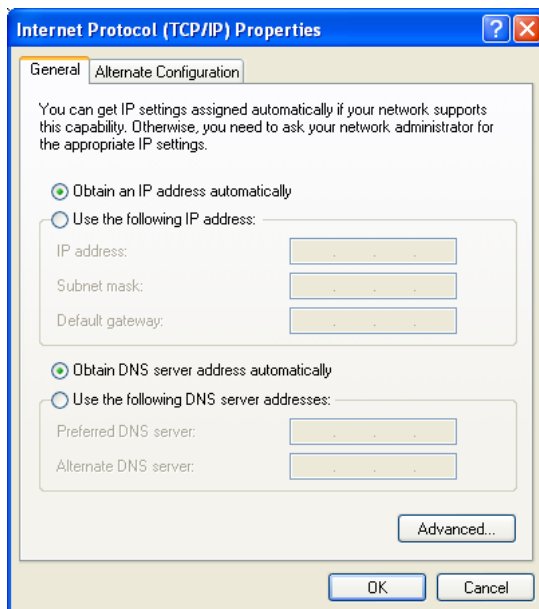 Internet Protocol (TCP/IP) Properties
General
Alternate Configuration
You can get IP settings assigned automatically if your network supports
this capability. Otherwise, you need to ask your network administrator for
the appropriate IP settings.
Obtain an IP address automatically
Use the following IP address:
IP address:
Subnet mask:
Default gateway:
Obtain DNS server address automatically
Use the following DNS server addresses:
Preferred DNS server:
Alternate DNS server:
Advanced...
OK
Cancel